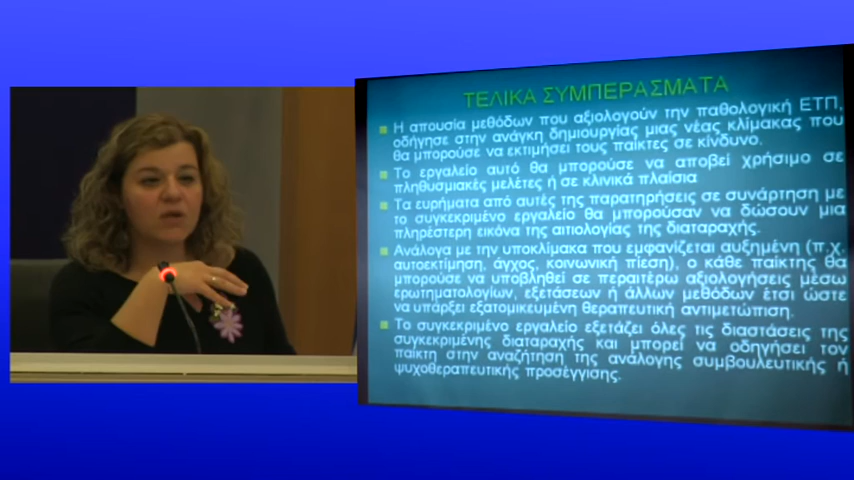 ΤΕΛΙΚΑ ΣΥΜΠΕΡΑΣΜΑΤΑ
Η απουσία μεθόδων που αξιολογούν την παθολογική ΕΤΠ,
οδήγησε στην ανάγκη δημιουργίας μιας νέας κλίμακας που
θα μπορούσε να εκτιμήσει τους παίκτες σε κίνδυνο.
Το εργαλείο αυτό θα μπορούσε να αποβεί χρήσιμο σε
πληθυσμιακές μελέτες ή σε κλινικά πλαίσια
Τα ευρήματα από αυτές τις παρατηρήσεις σε συνάρτηση με
το συγκεκριμένο εργαλείο θα μπορούσαν να δώσουν μια
πληρέστερη εικόνα της αιτιολογίας της διαταραχής.
Ανάλογα με την υποκλίμακα που εμφανίζεται αυξημένη (π.χ.
αυτοεκτίμηση, άγχος, κοινωνική πίεση), ο κάθε παίκτης θα
μπορούσε να υποβληθεί σε περαιτέρω αξιολογήσεις μέσω
ερωτηματολογίων, εξετάσεων ή άλλων μεθόδων έτσι ώστε
να υπάρξει εξατομικευμένη θεραπευτική αντιμετώπιση.
Το συγκεκριμένο εργαλείο εξετάζει όλες τις διαστάσεις της
συγκεκριμένης διαταραχής και μπορεί να οδηγήσει τον
παίκτη στην αναζήτηση της ανάλογης συμβουλευτικής ή
ψυχοθεραπευτικής προσέγγισης.